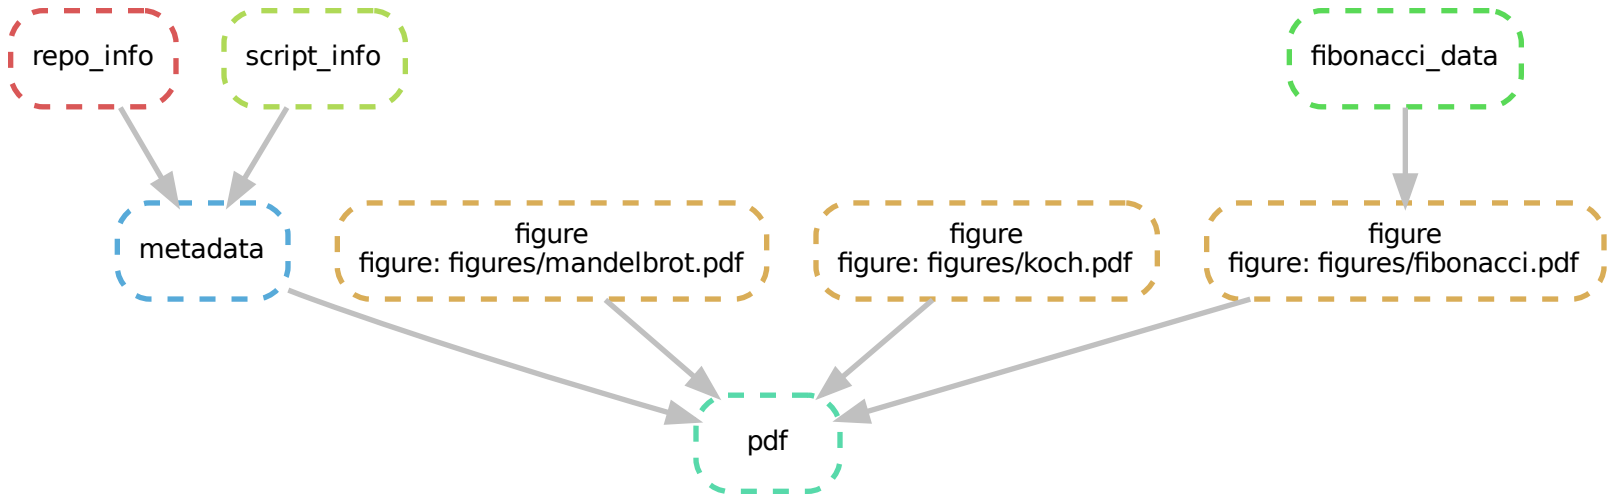 repo_info
script_info
fibonacci_data
metadata
figure
figure: figures/mandelbrot.pdf
figure
figure: figures/koch.pdf
figure
figure: figures/fibonacci.pdf
pdf